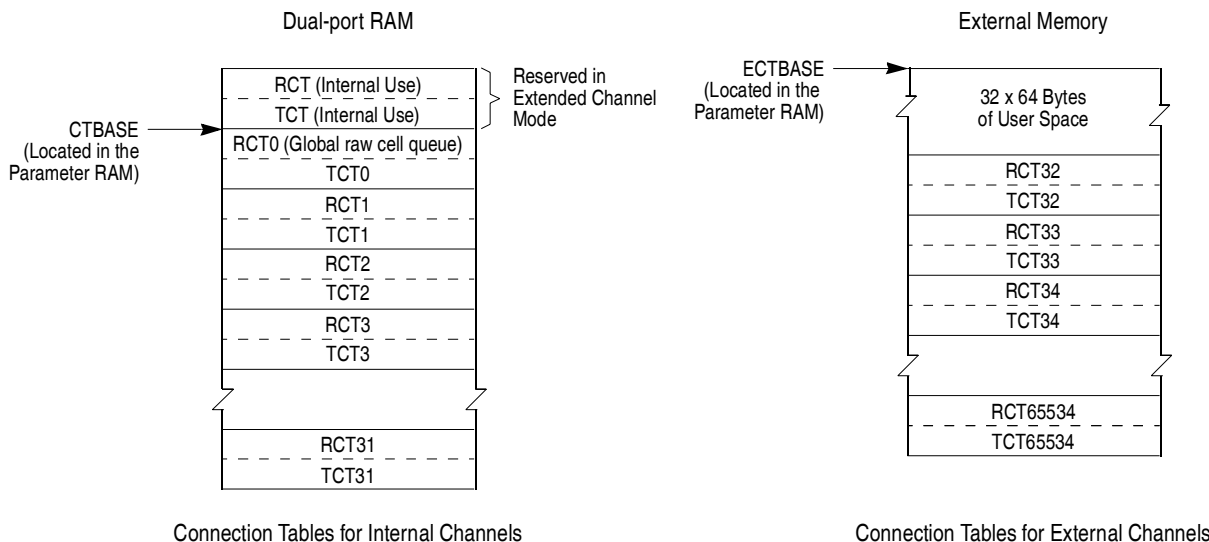 Dual-port RAM
RCT (Internal Use)
TCT (Internal Use)
Reserved in
Extended Channel
Mode
CTBASE
(Located in the
Parameter RAM)
RCT0 (Global raw cell queue)
TCT0
RCT1
TCT1
RCT2
TCT2
RCT3
TCT3
RCT31
TCT31
Connection Tables for Internal Channels
External Memory
ECTBASE
(Located in the
Parameter RAM)
32 x 64 Bytes
of User Space
RCT32
TCT32
RCT33
TCT33
RCT34
TCT34
RCT65534
TCT65534
Connection Tables for External Channels